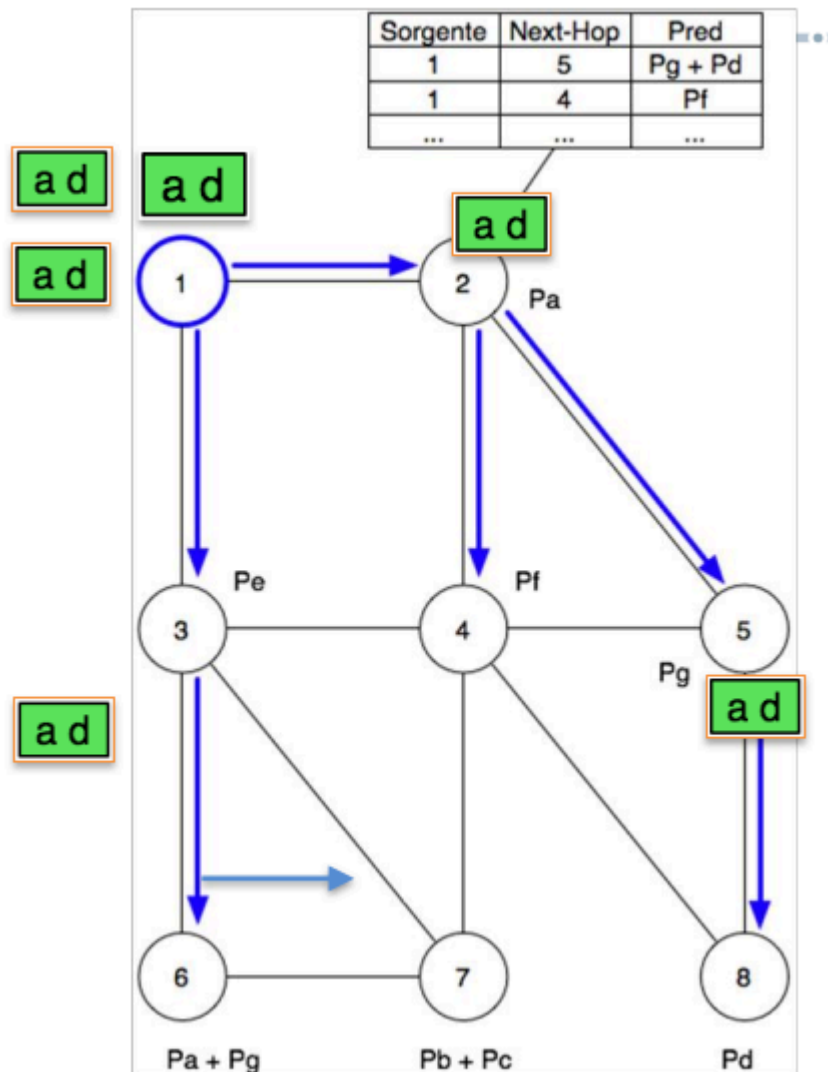 Sorgente Next-Hop Pred
1 5 Pg + Pd
1 4 Pf
... ... ...
a d
a d
a d
a d
1
2
Pa
Pe
Pf
3
4
5
Pg
a d
a d
6
7
8
Pa + Pg
Pb + Pc
Pd